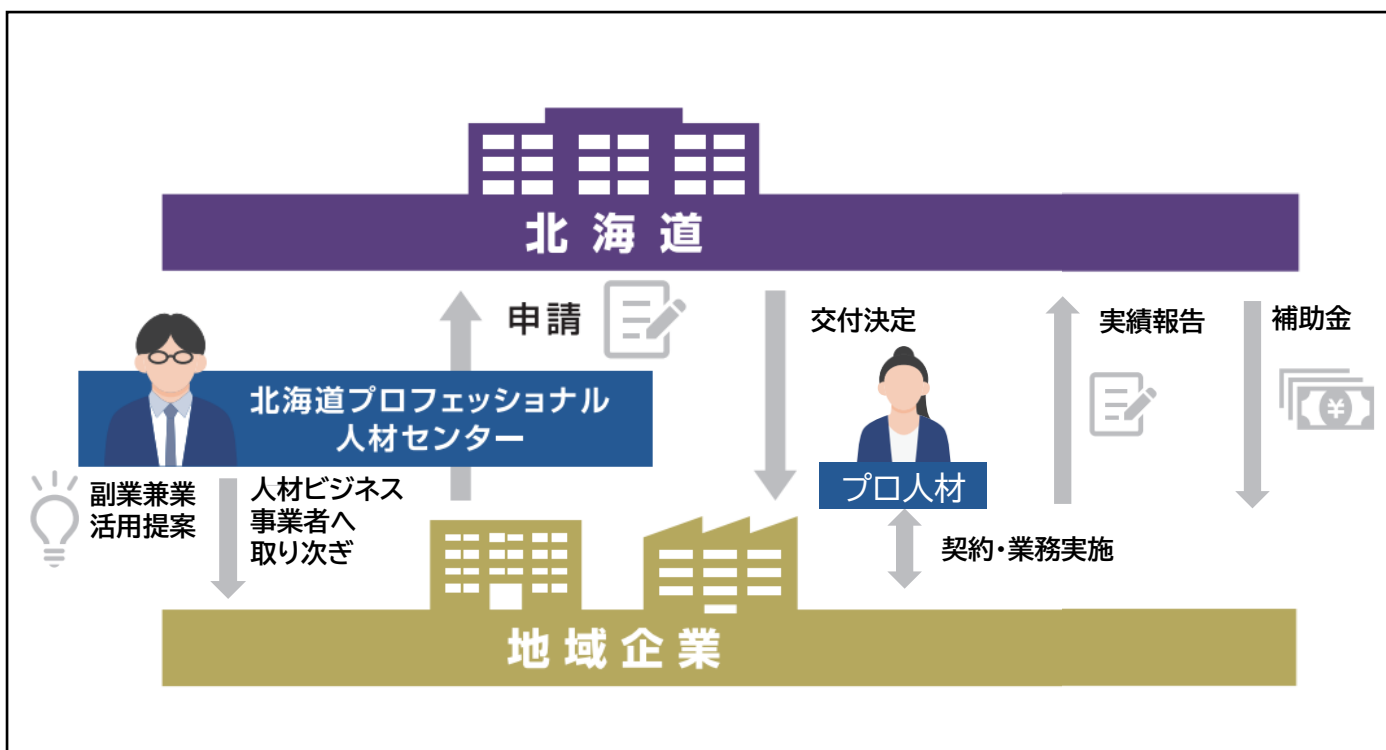 北海道
申請
交付決定
実績報告
補助金
¥
北海道プロフェッショナル
人材センター
副業兼業
活用提案
人材ビジネス
事業者へ
取り次ぎ
プロ人材
契約・業務実施
地域企業